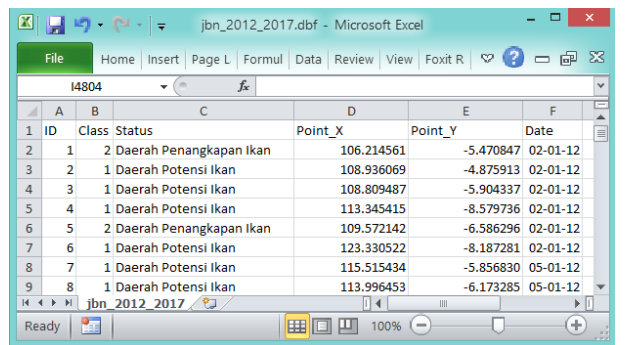 jbn_2012_2017.dbf - Microsoft Excel
File Home Insert Page L Formul Data Review View Foxit R
I4804 fx
A B C D E F
1 ID Class Status Point_X Point_Y Date
2 1 2 Daerah Penangkapan Ikan 106.214561 -5.470847 02-01-12
3 2 1 Daerah Potensi Ikan 108.936069 -4.875913 02-01-12
4 3 1 Daerah Potensi Ikan 108.809487 -5.904337 02-01-12
5 4 1 Daerah Potensi Ikan 113.345415 -8.579736 02-01-12
6 5 2 Daerah Penangkapan Ikan 109.572142 -6.586296 02-01-12
7 6 1 Daerah Potensi Ikan 123.330522 -8.187281 02-01-12
8 7 1 Daerah Potensi Ikan 115.515434 -5.856830 05-01-12
9 8 1 Daerah Potensi Ikan 113.996453 -6.173285 05-01-12
jbn_2012_2017
Ready 100%